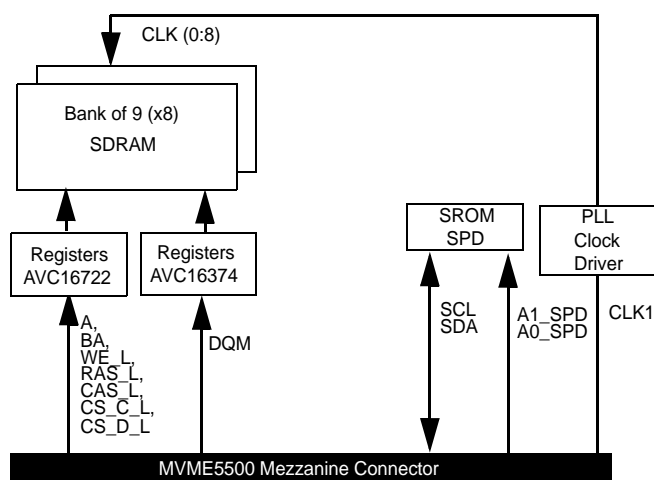 CLK (0:8)
Bank of 9 (x8)
SDRAM
SROM
SPD
PLL
Clock
Driver
Registers
AVC16722
Registers
AVC16374
A,
BA,
WE_L,
RAS_L,
CAS_L,
CS_C_L,
CS_D_L
DQM
SCL
SDA
A1_SPD
A0_SPD
CLK1
MVME5500 Mezzanine Connector